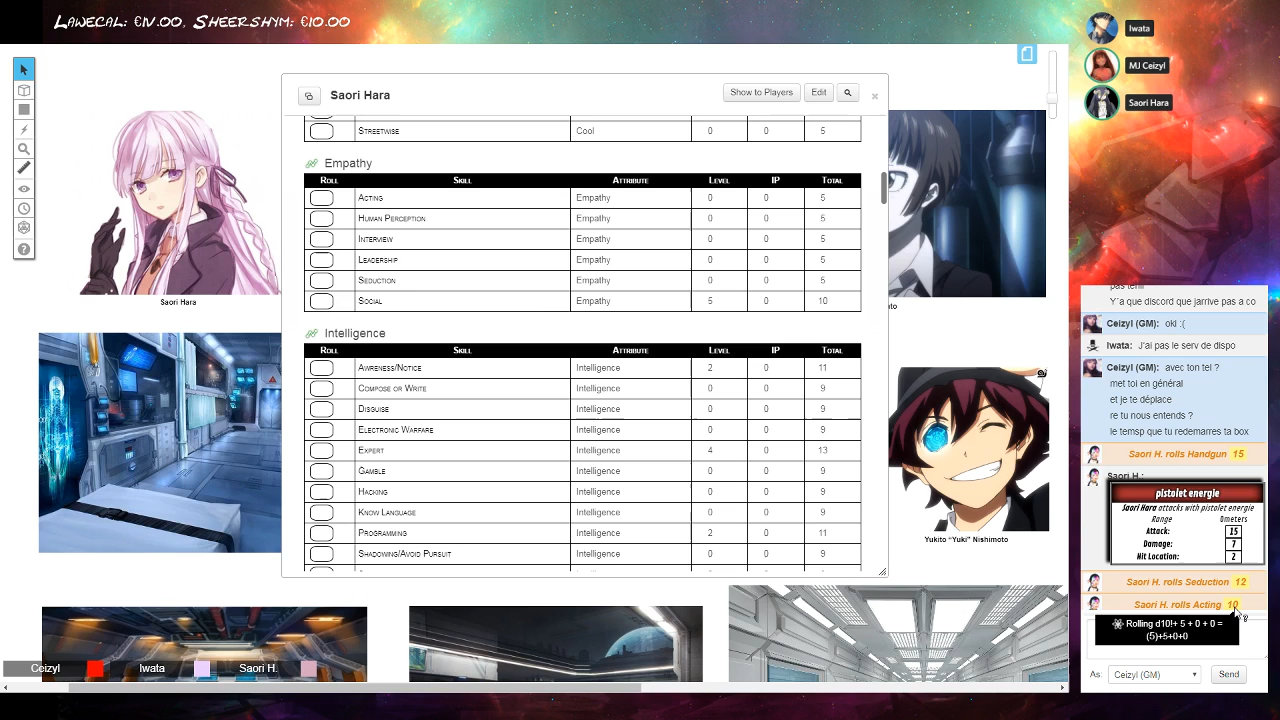 Lawecal: €IV.00, Sheershym: €10.00
Iwata
MJ Ceizyl
Saori Hara
Saori Hara
Show to Players
Edit
Streetwise Cool 0 0 5
Empathy
Roll Skill Attribute Level IP Total
Acting Empathy 0 0 5
Human Perception Empathy 0 0 5
Interview Empathy 0 0 5
Leadership Empathy 0 0 5
Seduction Empathy 0 0 5
Social Empathy 5 0 10
Intelligence
Roll Skill Attribute Level IP Total
Awreness/Notice Intelligence 2 0 11
Compose or Write Intelligence 0 0 9
Disguise Intelligence 0 0 9
Electronic Warfare Intelligence 0 0 9
Expert Intelligence 4 0 13
Gamble Intelligence 0 0 9
Hacking Intelligence 0 0 9
Know Language Intelligence 0 0 9
Programming Intelligence 2 0 11
Shadowing/Avoid Pursuit Intelligence 0 0 9
Saori Hara
Yukito "Yuki" Nishimoto
Ceizyl
Iwata
Saori H.
pas tenir
Y'a que discord que jarrive pas a co
Ceizyl (GM): oki :(
Iwata: J'ai pas le serv de dispo
Ceizyl (GM): avec ton tel ?
met toi en général
et je te déplace
re tu nous entends ?
le temsp que tu redemarres ta box
Saori H. rolls Handgun 15
Saori H.:
pistolet energie
Saori Hara attacks with pistolet energie
Range 0meters
Attack: 15
Damage: 7
Hit Location: 2
Saori H. rolls Seduction 12
Saori H. rolls Acting 10
Rolling d10!+ 5 + 0 + 0 =
(5)+5+0+0
As: Ceizyl (GM)
Send